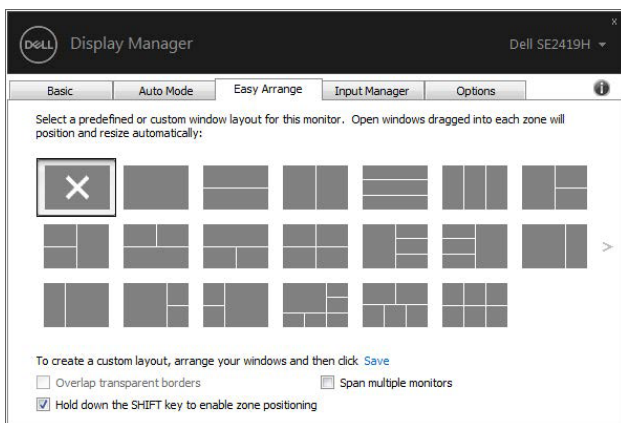 x
DELL Display Manager Dell SE2419H
Basic Auto Mode Easy Arrange Input Manager Options i
Select a predefined or custom window layout for this monitor. Open windows dragged into each zone will
position and resize automatically:
>
To create a custom layout, arrange your windows and then click Save
Overlap transparent borders Span multiple monitors
Hold down the SHIFT key to enable zone positioning